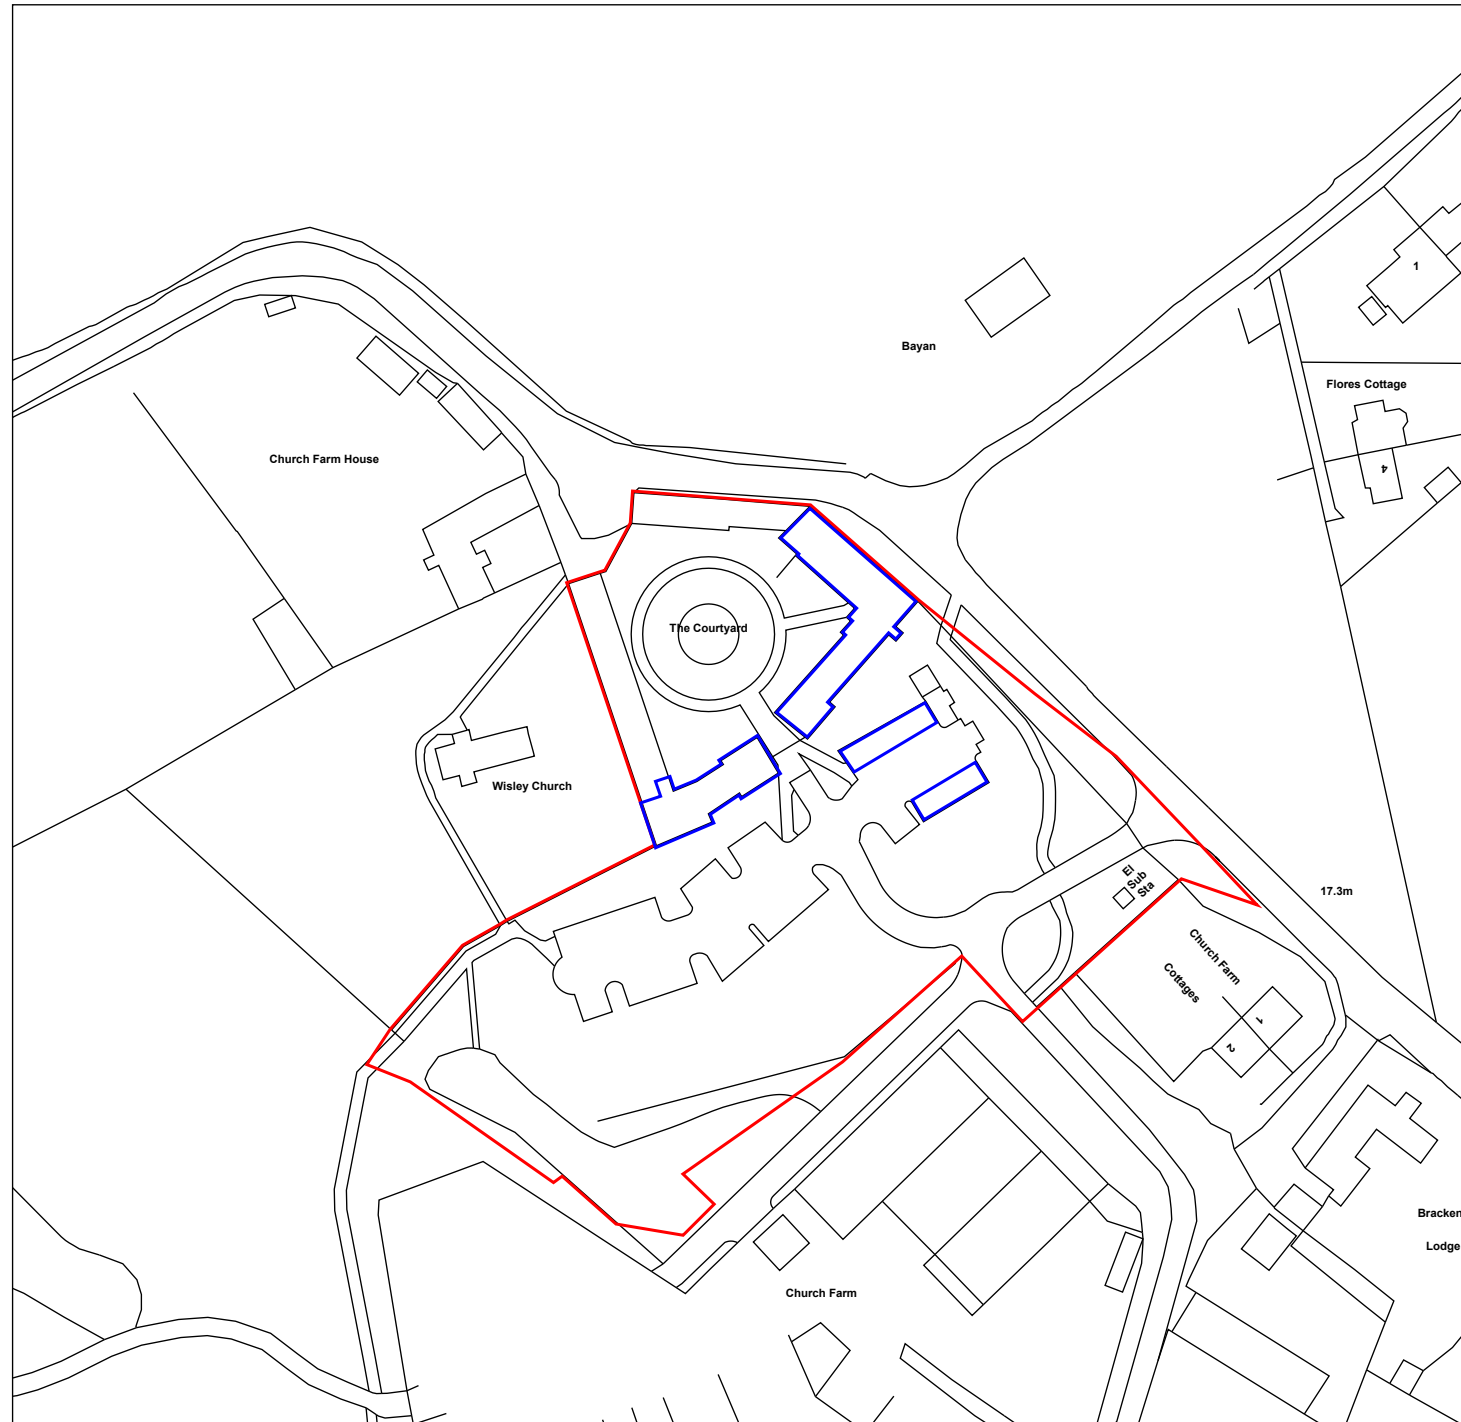 1
Bayan
Flores Cottage
4
Church Farm House
The Courtyard
Wisley Church
El
Sub
Sta
17.3m
Church Farm
Cottages
1
2
Bracken
Lodge
Church Farm